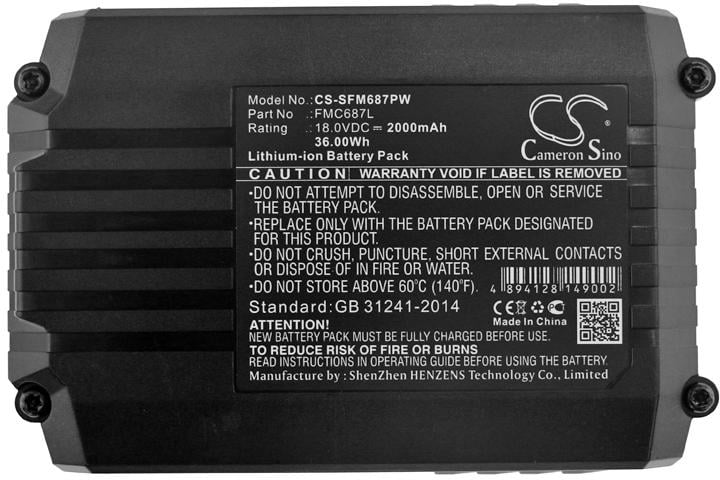 Model No.:CS-SFM687PW
Part No .:FMC687L
Rating .:18.0VDC ⎓ 2000mAh
36.00Wh
Lithium-ion Battery Pack
CS
®
Cameron Sino
CAUTION WARRANTY VOID IF LABEL IS REMOVED
•DO NOT ATTEMPT TO DISASSEMBLE, OPEN OR SERVICE
THE BATTERY PACK.
•REPLACE ONLY WITH THE BATTERY PACK DESIGNATED
FOR THIS PRODUCT.
•DO NOT CRUSH, PUNCTURE, SHORT EXTERNAL CONTACTS
OR DISPOSE OF IN FIRE OR WATER.
•DO NOT STORE ABOVE 60°C (140°F).
4 894128 149002
Standard:GB 31241-2014
CE
Made In China
ATTENTION!
NEW BATTERY PACK MUST BE FULLY CHARGED BEFORE USE.
TO REDUCE RISK OF FIRE OR BURNS
READ INSTRUCTIONS IN OPERATING GUIDE BEFORE USING BATTERY.
Manufacture by : ShenZhen HENZENS Technology Co., Limited